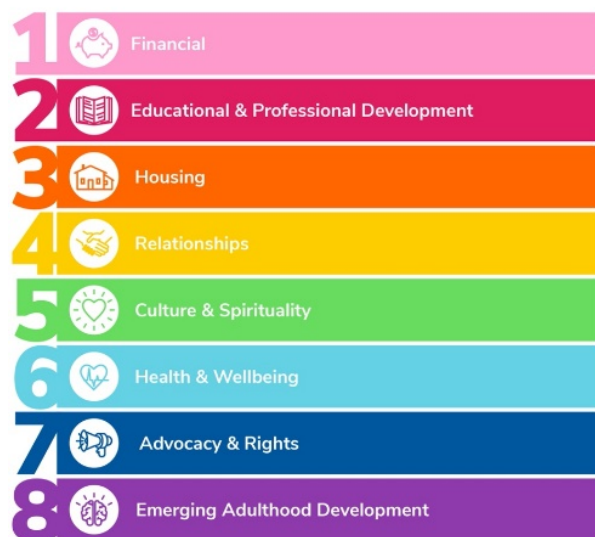 1 Financial
2 Educational & Professional Development
3 Housing
4 Relationships
5 Culture & Spirituality
6 Health & Wellbeing
7 Advocacy & Rights
8 Emerging Adulthood Development